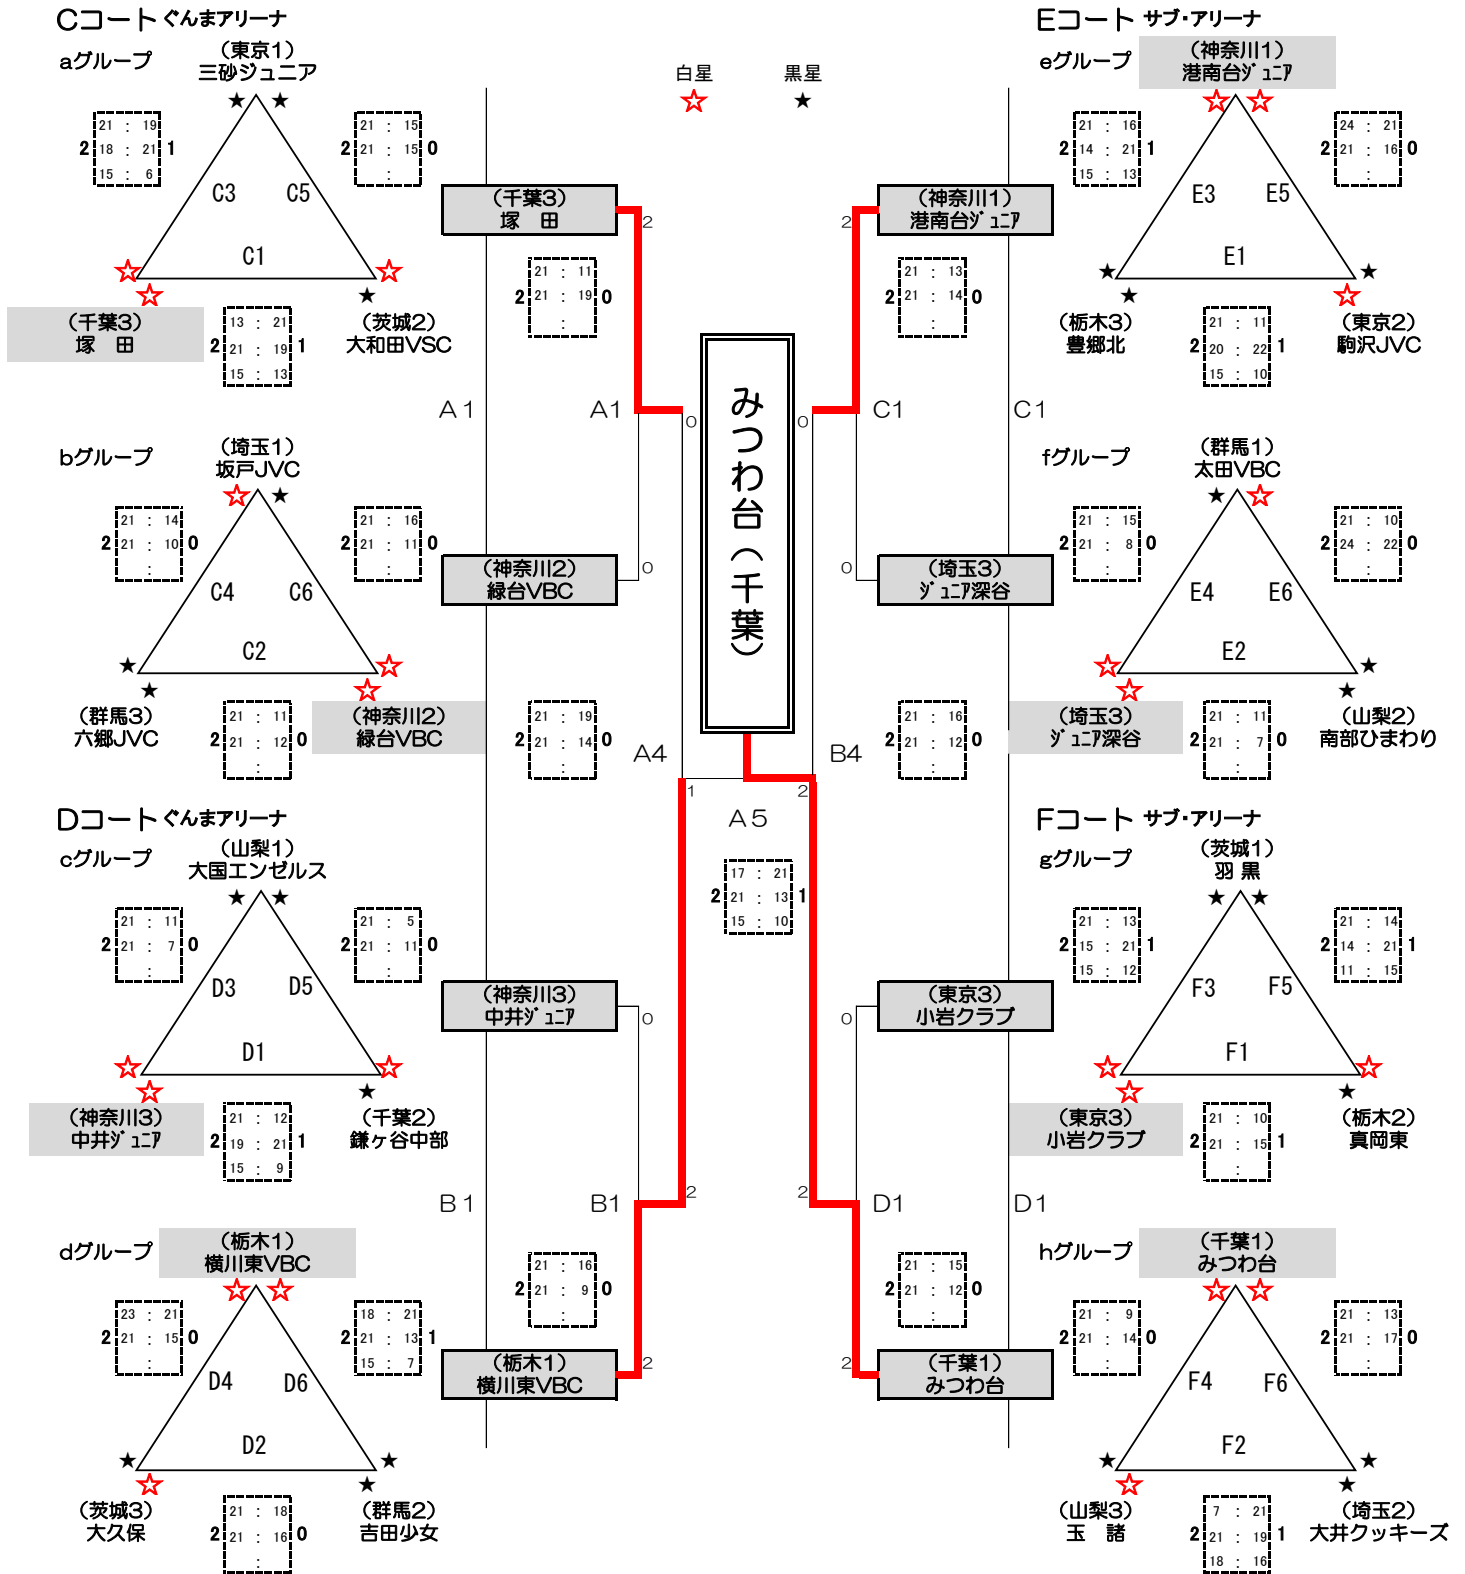 Cコート ぐんまアリーナ
aグループ
(東京1)
三砂ジュニア
★ ★
21 : 19
2 18 : 21 1
15 : 6
21 : 15
2 21 : 15 0
:
C3 C5
C1
☆ ☆
☆ ★
(千葉3)
塚 田
13 : 21
2 21 : 19 1
15 : 13
(茨城2)
大和田VSC
bグループ
(埼玉1)
坂戸JVC
☆ ★
21 : 14
2 21 : 10 0
:
21 : 16
2 21 : 11 0
:
C4 C6
C2
★ ☆
★ ☆
(群馬3)
六郷JVC
21 : 11
2 21 : 12 0
:
(神奈川2)
緑台VBC
Dコート ぐんまアリーナ
cグループ
(山梨1)
大国エンゼルス
★ ★
21 : 11
2 21 : 7 0
:
21 : 5
2 21 : 11 0
:
D3 D5
D1
☆ ☆
☆ ★
(神奈川3)
中井ジュニア
21 : 12
2 19 : 21 1
15 : 9
(千葉2)
鎌ヶ谷中部
dグループ
(栃木1)
横川東VBC
☆ ☆
23 : 21
2 21 : 15 0
:
18 : 21
2 21 : 13 1
15 : 7
D4 D6
D2
★ ★
☆ ★
(茨城3)
大久保
21 : 18
2 21 : 16 0
:
(群馬2)
吉田少女
白星 黒星
☆ ★
(千葉3)
塚 田
2
21 : 11
2 21 : 19 0
:
A1 A1
0
(神奈川2)
緑台VBC
0
21 : 19
2 21 : 14 0
:
A4
(神奈川3)
中井ジュニア
0
B1 B1
2
21 : 16
2 21 : 9 0
:
(栃木1)
横川東VBC
2
みつわ台(千葉)
1 2
A5
17 : 21
2 21 : 13 1
15 : 10
(神奈川1)
港南台ジュニア
2
21 : 13
2 21 : 14 0
:
0
C1 C1
(埼玉3)
ジュニア深谷
0
21 : 16
2 21 : 12 0
:
B4
(東京3)
小岩クラブ
0
2
D1 D1
21 : 15
2 21 : 12 0
:
(千葉1)
みつわ台
2
Eコート サブ・アリーナ
eグループ
(神奈川1)
港南台ジュニア
☆ ☆
21 : 16
2 14 : 21 1
15 : 13
24 : 21
2 21 : 16 0
:
E3 E5
E1
★ ★
★ ☆
(栃木3)
豊郷北
21 : 11
2 20 : 22 1
15 : 10
(東京2)
駒沢JVC
fグループ
(群馬1)
太田VBC
★ ☆
21 : 15
2 21 : 8 0
:
21 : 10
2 24 : 22 0
:
E4 E6
E2
☆ ★
☆ ★
(埼玉3)
ジュニア深谷
21 : 11
2 21 : 7 0
:
(山梨2)
南部ひまわり
Fコート サブ・アリーナ
gグループ
(茨城1)
羽 黒
★ ★
21 : 13
2 15 : 21 1
15 : 12
21 : 14
2 14 : 21 1
11 : 15
F3 F5
F1
☆ ☆
☆ ★
(東京3)
小岩クラブ
21 : 10
2 21 : 15 1
:
(栃木2)
真岡東
hグループ
(千葉1)
みつわ台
☆ ☆
21 : 9
2 21 : 14 0
:
21 : 13
2 21 : 17 0
:
F4 F6
F2
★ ★
☆ ★
(山梨3)
玉 諸
7 : 21
2 21 : 19 1
18 : 16
(埼玉2)
大井クッキーズ